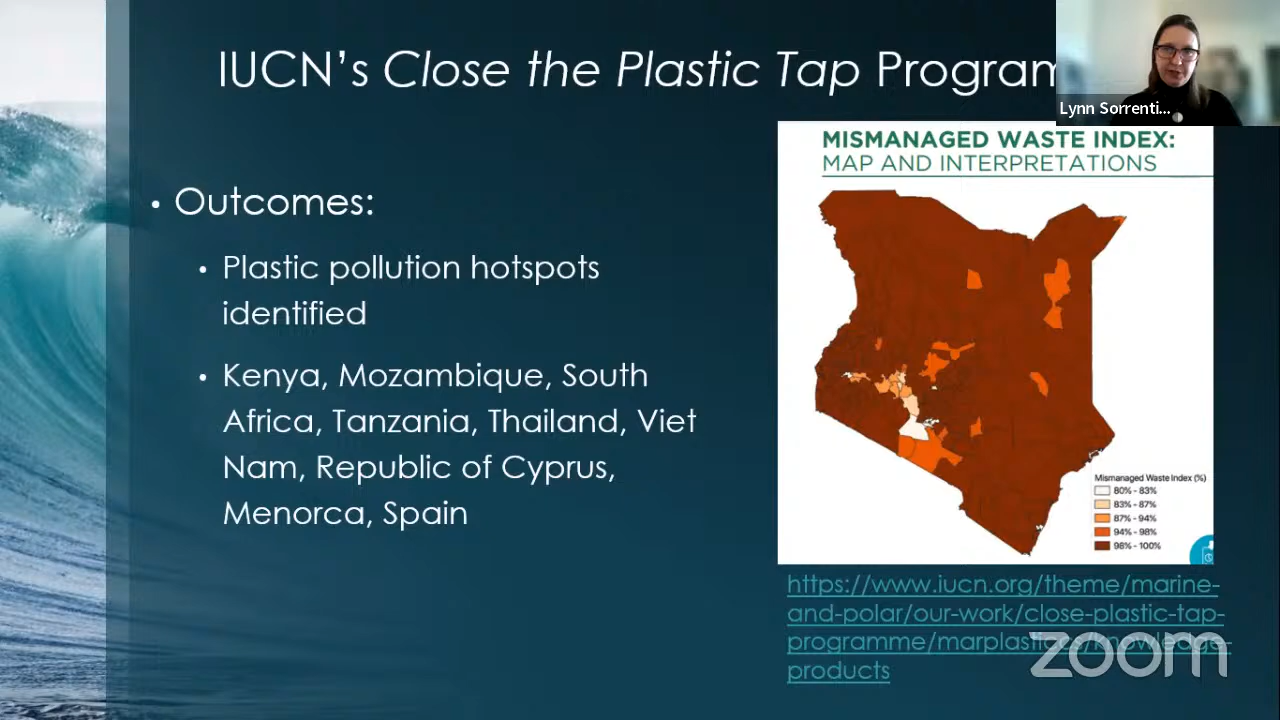 IUCN’s Close the Plastic Tap Program
Lynn Sorrenti...
• Outcomes:
• Plastic pollution hotspots
identified
• Kenya, Mozambique, South
Africa, Tanzania, Thailand, Viet
Nam, Republic of Cyprus,
Menorca, Spain
MISMANAGED WASTE INDEX:
MAP AND INTERPRETATIONS
Mismanaged Waste Index (%)
80% - 83%
83% - 87%
87% - 94%
94% - 98%
98% - 100%
https://www.iucn.org/theme/marine-
and-polar/our-work/close-plastic-tap-
programme/marplasticcs/knowledge-
products
zoom